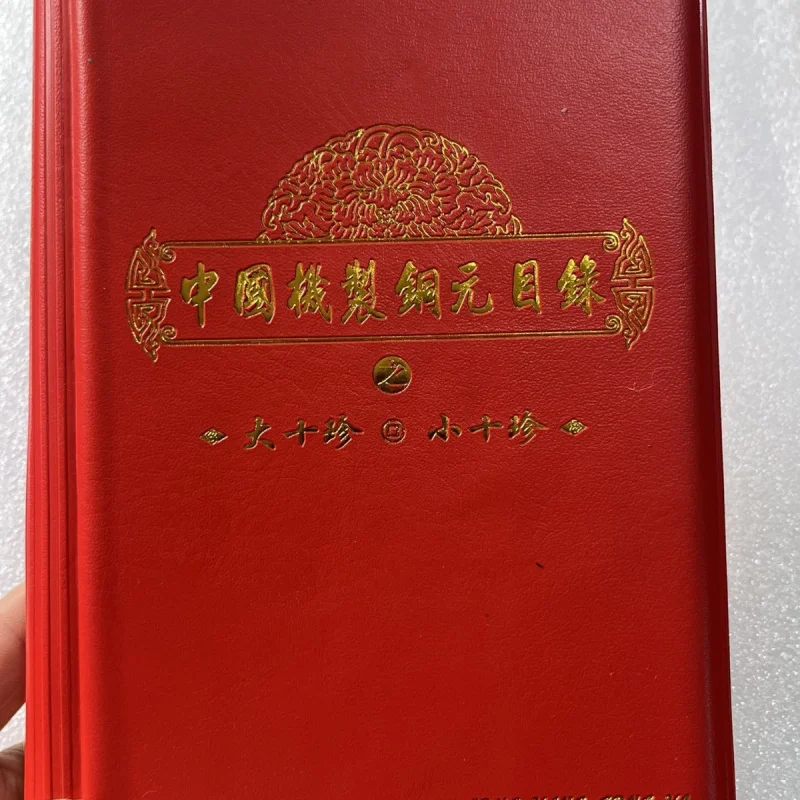 中國機製銅元目錄
之
大十珍 小十珍